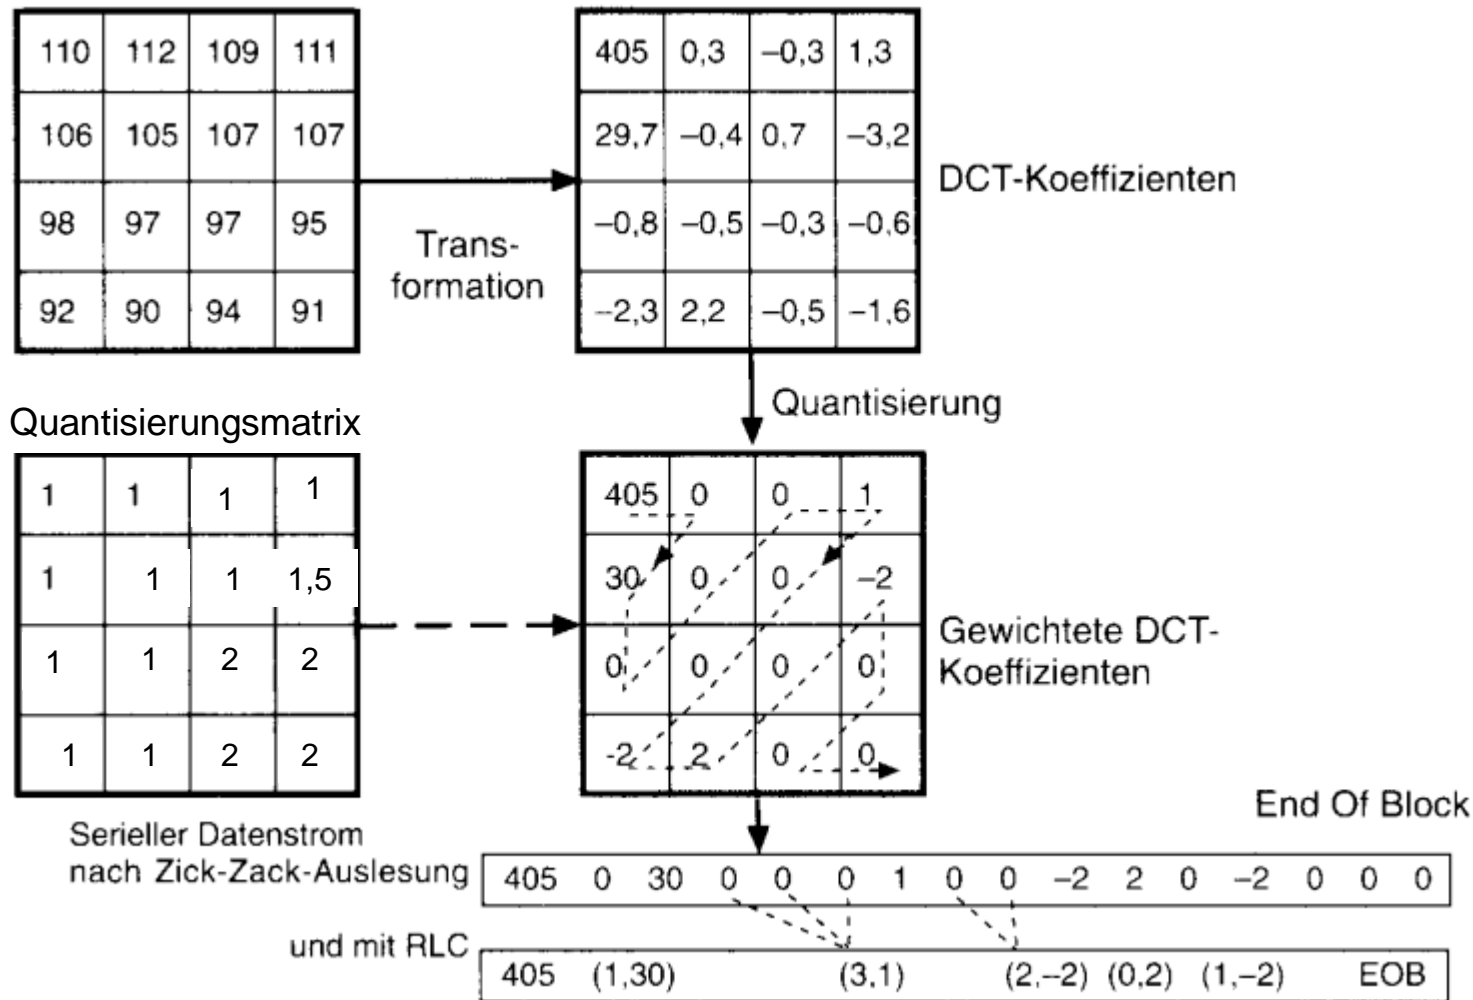 110 112 109 111
106 105 107 107
98 97 97 95
92 90 94 91
Trans-
formation
405 0,3 –0,3 1,3
29,7 –0,4 0,7 –3,2
–0,8 –0,5 –0,3 –0,6
–2,3 2,2 –0,5 –1,6
DCT-Koeffizienten
Quantisierung
Quantisierungsmatrix
1 1 1 1
1 1 1 1,5
1 1 2 2
1 1 2 2
405 0 0 1
30 0 0 –2
0 0 0 0
-2 2 0 0
Gewichtete DCT-
Koeffizienten
End Of Block
Serieller Datenstrom
nach Zick-Zack-Auslesung
405 0 30 0 0 0 1 0 0 –2 2 0 –2 0 0 0
und mit RLC
405 (1,30) (3,1) (2,–2) (0,2) (1,–2) EOB